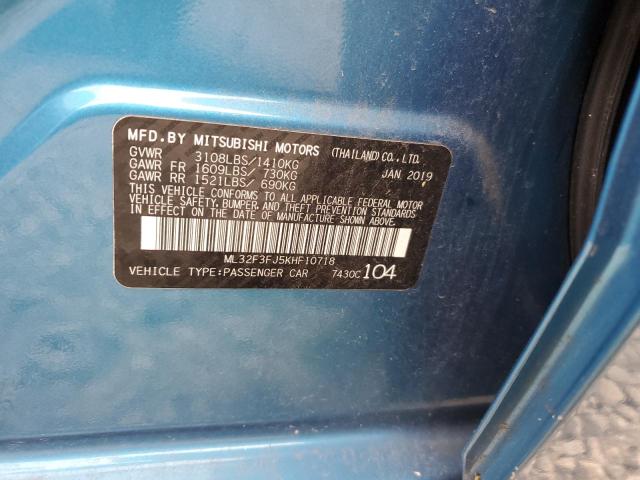 MFD.BY MITSUBISHI MOTORS (THAILAND) CO., LTD.
GVWR 3108LBS/1410KG JAN 2019
GAWR FR 1609LBS/ 730KG
GAWR RR 1521LBS/ 690KG
THIS VEHICLE CONFORMS TO ALL APPLICABLE FEDERAL MOTOR
VEHICLE SAFETY, BUMPER, AND THEFT PREVENTION STANDARDS
IN EFFECT ON THE DATE OF MANUFACTURE SHOWN ABOVE.
ML32F3FJ5KHF10718
VEHICLE TYPE:PASSENGER CAR 7430C 104